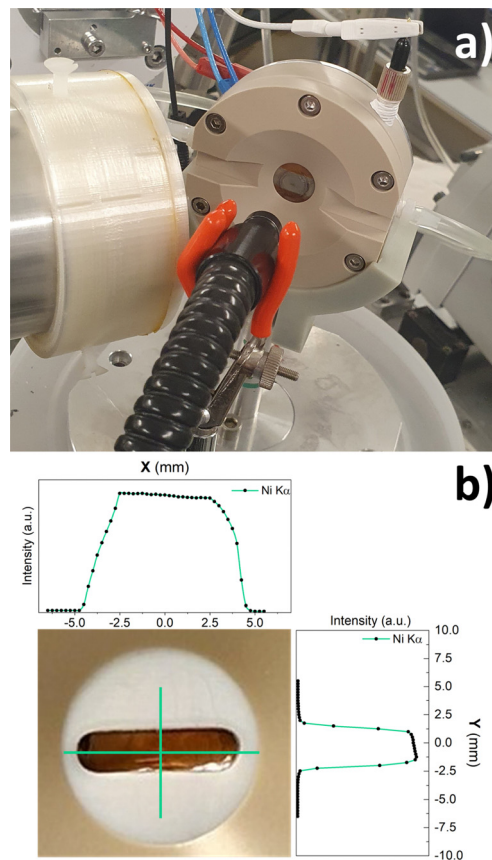 a)
b)
X (mm)
Ni Kα
Intensity (a.u.)
-5.0 -2.5 0.0 2.5 5.0
Intensity (a.u.)
Ni Kα
10.0
7.5
5.0
2.5
0.0
-2.5
-5.0
-7.5
-10.0
Y (mm)